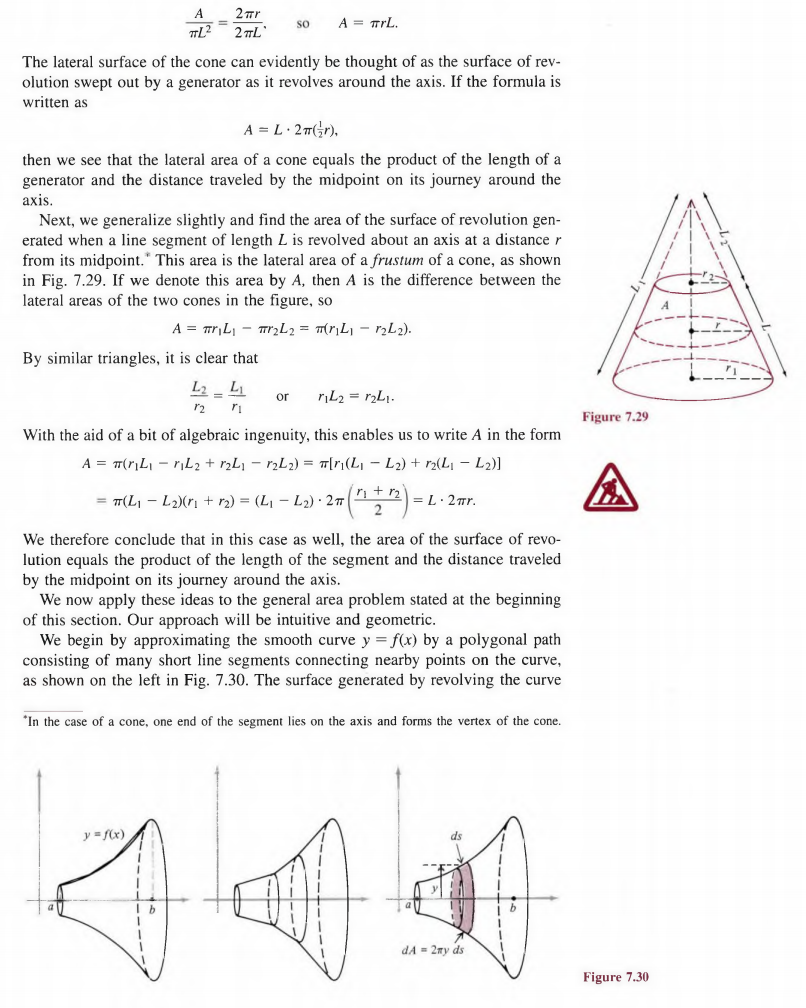 A/πL² = 2πr/2πL, so A = πrL.
The lateral surface of the cone can evidently be thought of as the surface of rev-
olution swept out by a generator as it revolves around the axis. If the formula is
written as
A = L · 2π(½r),
then we see that the lateral area of a cone equals the product of the length of a
generator and the distance traveled by the midpoint on its journey around the
axis.
Next, we generalize slightly and find the area of the surface of revolution gen-
erated when a line segment of length L is revolved about an axis at a distance r
from its midpoint.* This area is the lateral area of a frustum of a cone, as shown
in Fig. 7.29. If we denote this area by A, then A is the difference between the
lateral areas of the two cones in the figure, so
A = πr₁L₁ − πr₂L₂ = π(r₁L₁ − r₂L₂).
By similar triangles, it is clear that
L₂/r₂ = L₁/r₁ or r₁L₂ = r₂L₁.
With the aid of a bit of algebraic ingenuity, this enables us to write A in the form
A = π(r₁L₁ − r₁L₂ + r₂L₁ − r₂L₂) = π[r₁(L₁ − L₂) + r₂(L₁ − L₂)]
= π(L₁ − L₂)(r₁ + r₂) = (L₁ − L₂) · 2π((r₁ + r₂)/2) = L · 2πr.
We therefore conclude that in this case as well, the area of the surface of revo-
lution equals the product of the length of the segment and the distance traveled
by the midpoint on its journey around the axis.
We now apply these ideas to the general area problem stated at the beginning
of this section. Our approach will be intuitive and geometric.
We begin by approximating the smooth curve y = f(x) by a polygonal path
consisting of many short line segments connecting nearby points on the curve,
as shown on the left in Fig. 7.30. The surface generated by revolving the curve
*In the case of a cone, one end of the segment lies on the axis and forms the vertex of the cone.
L₂
L₁
r₂
A
r
L
r₁
Figure 7.29
y = f(x)
a
b
ds
y
a
b
dA = 2πy ds
Figure 7.30